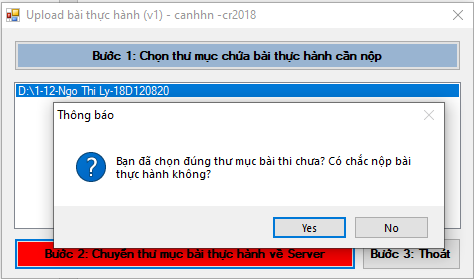 Upload bài thực hành (v1) - canhhn -cr2018
Bước 1: Chọn thư mục chứa bài thực hành cần nộp
D:\1-12-Ngo Thi Ly-18D120820
Thông báo
Bạn đã chọn đúng thư mục bài thi chưa? Có chắc nộp bài
thực hành không?
Yes
No
Bước 2: Chuyển thư mục bài thực hành về Server
Bước 3: Thoát